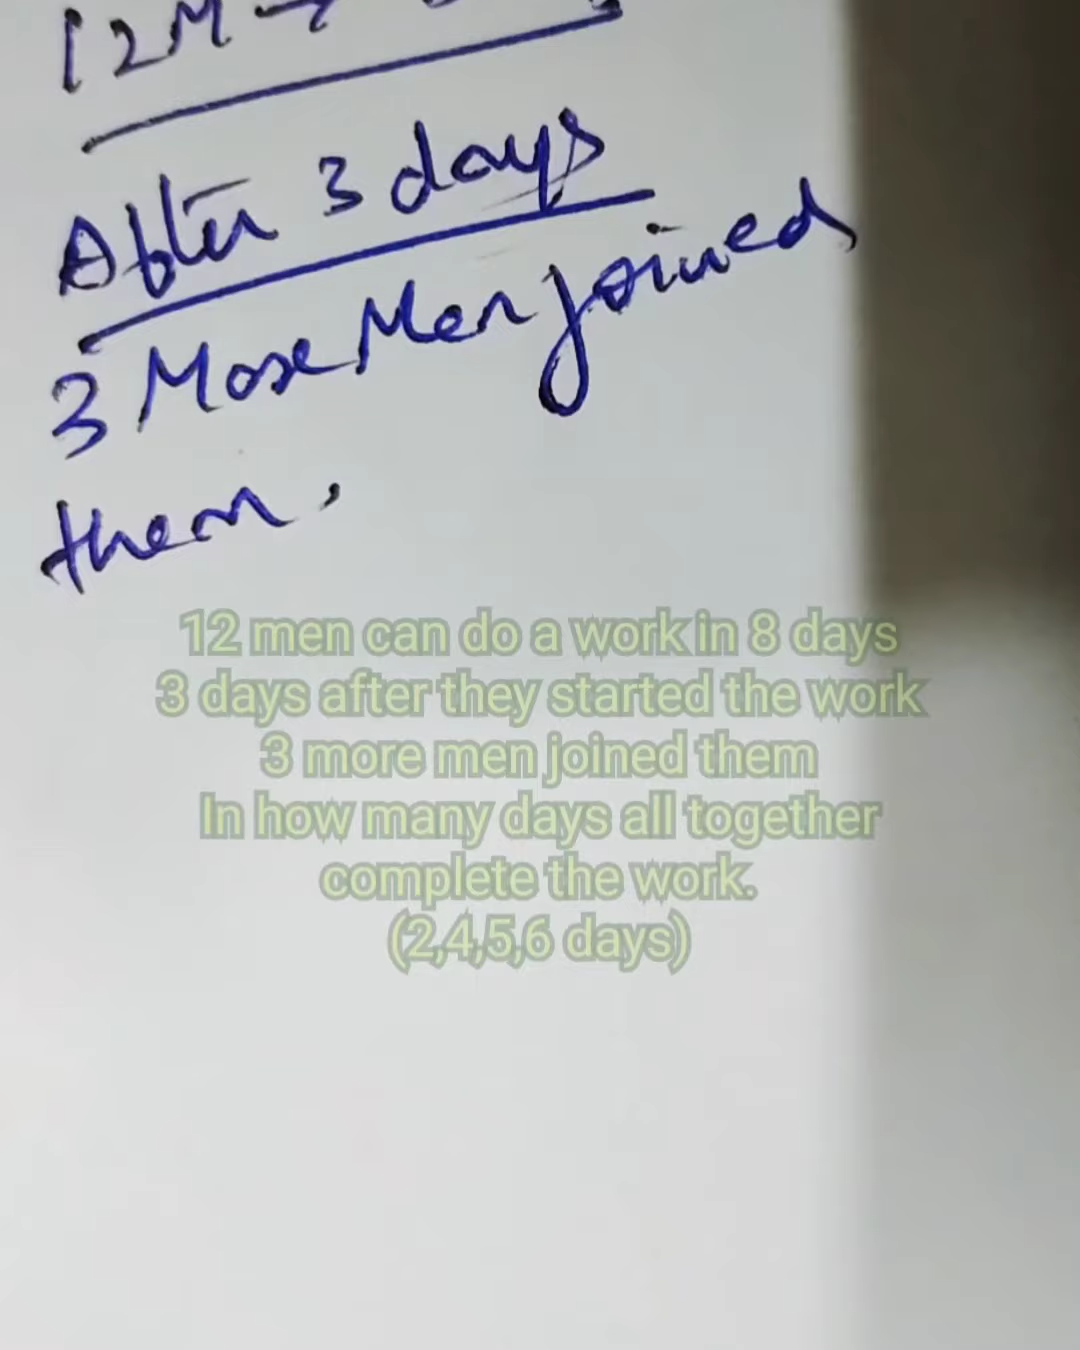 12M →
After 3 days
3 More Men joined
them.
12 men can do a work in 8 days
3 days after they started the work
3 more men joined them
In how many days all together
complete the work.
(2,4,5,6 days)